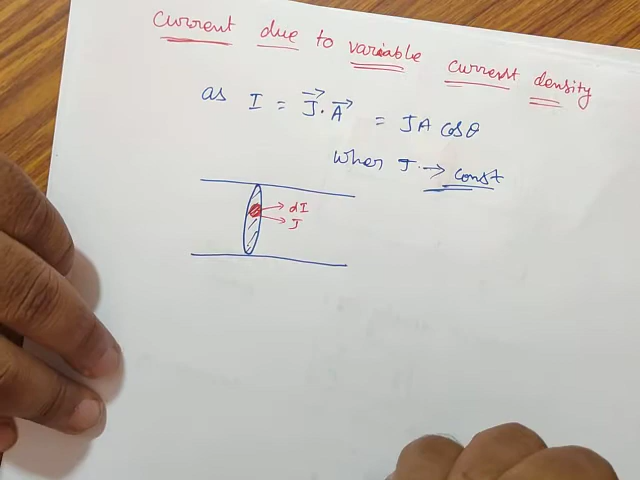 Current due to variable current density
as I = J⃗ · A⃗ = JA cosθ
when J → const
dI
J